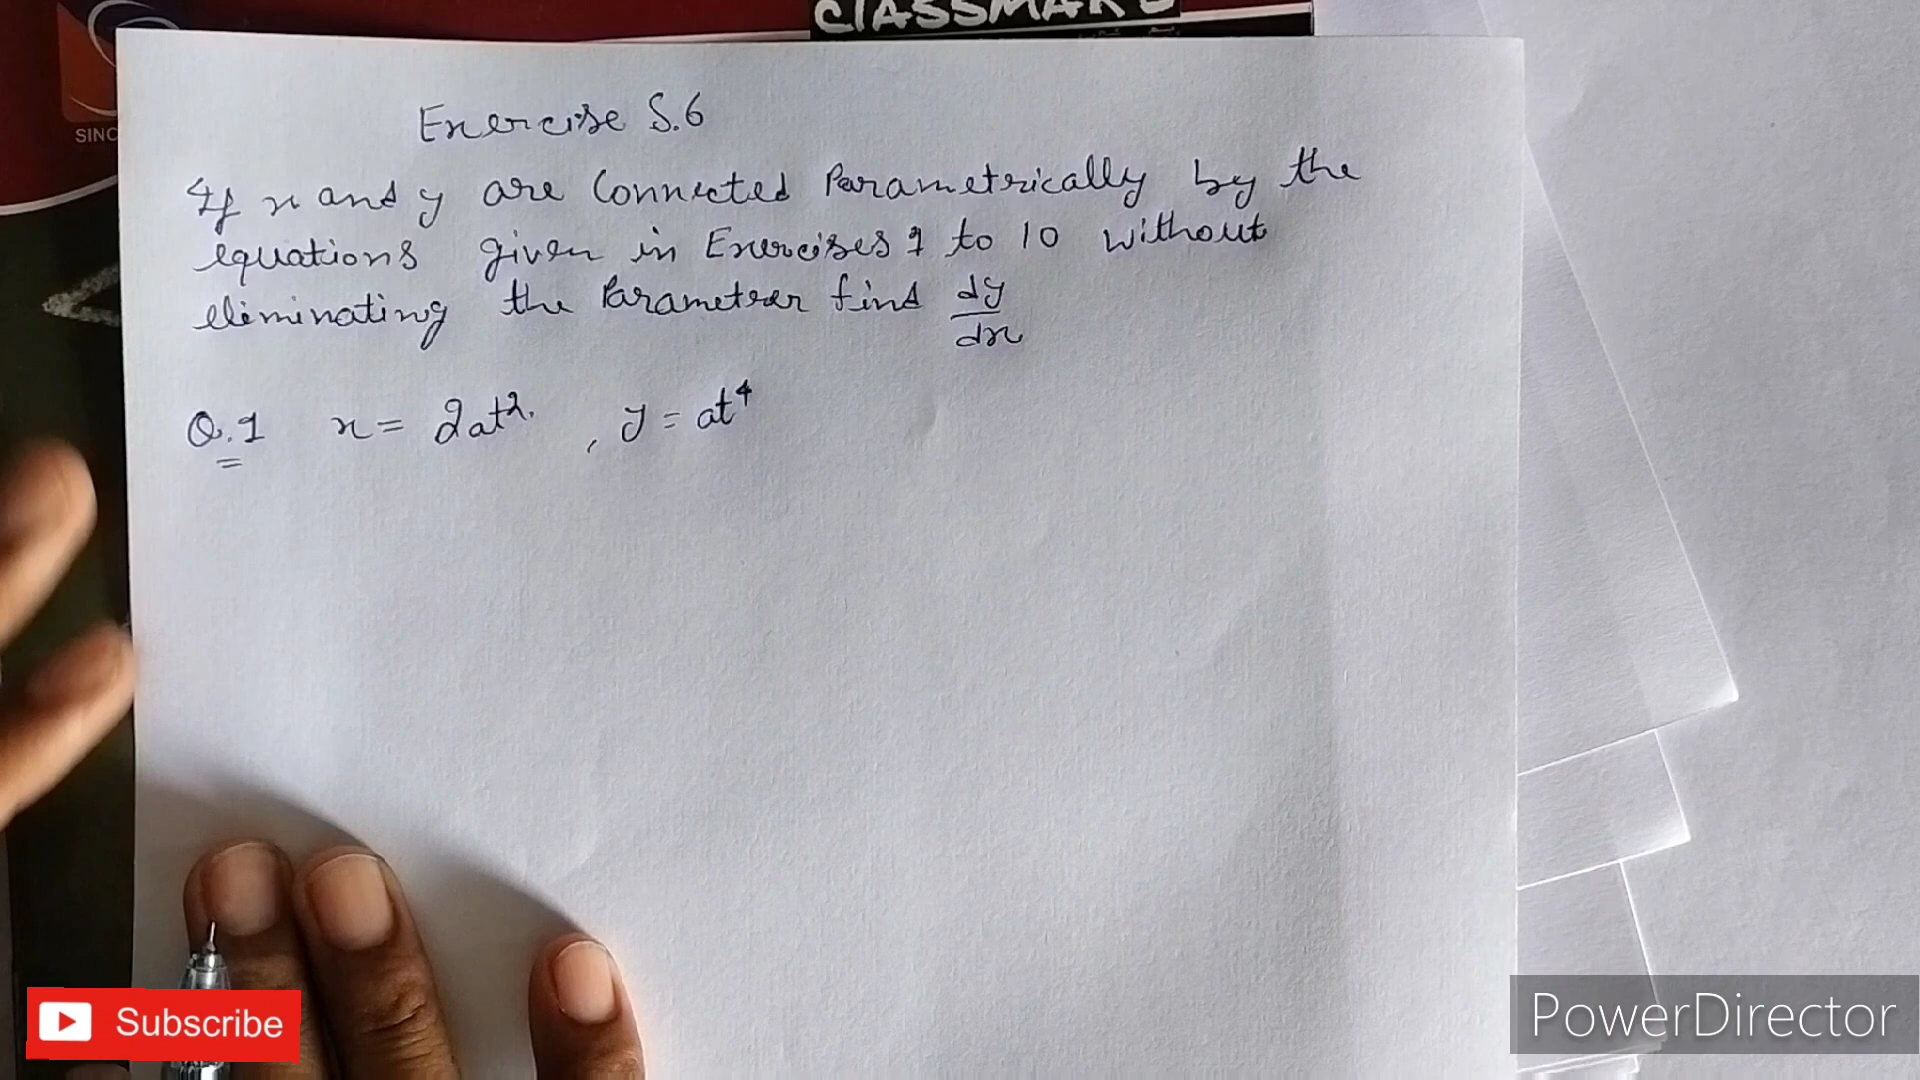 CLASSMATE
SINC
Exercise 5.6
If x and y are Connected Parametrically by the
equations given in Exercises 1 to 10 without
eliminating the Parameter find dy/dx
Q.1 x = 2at², y = at⁴
Subscribe
PowerDirector